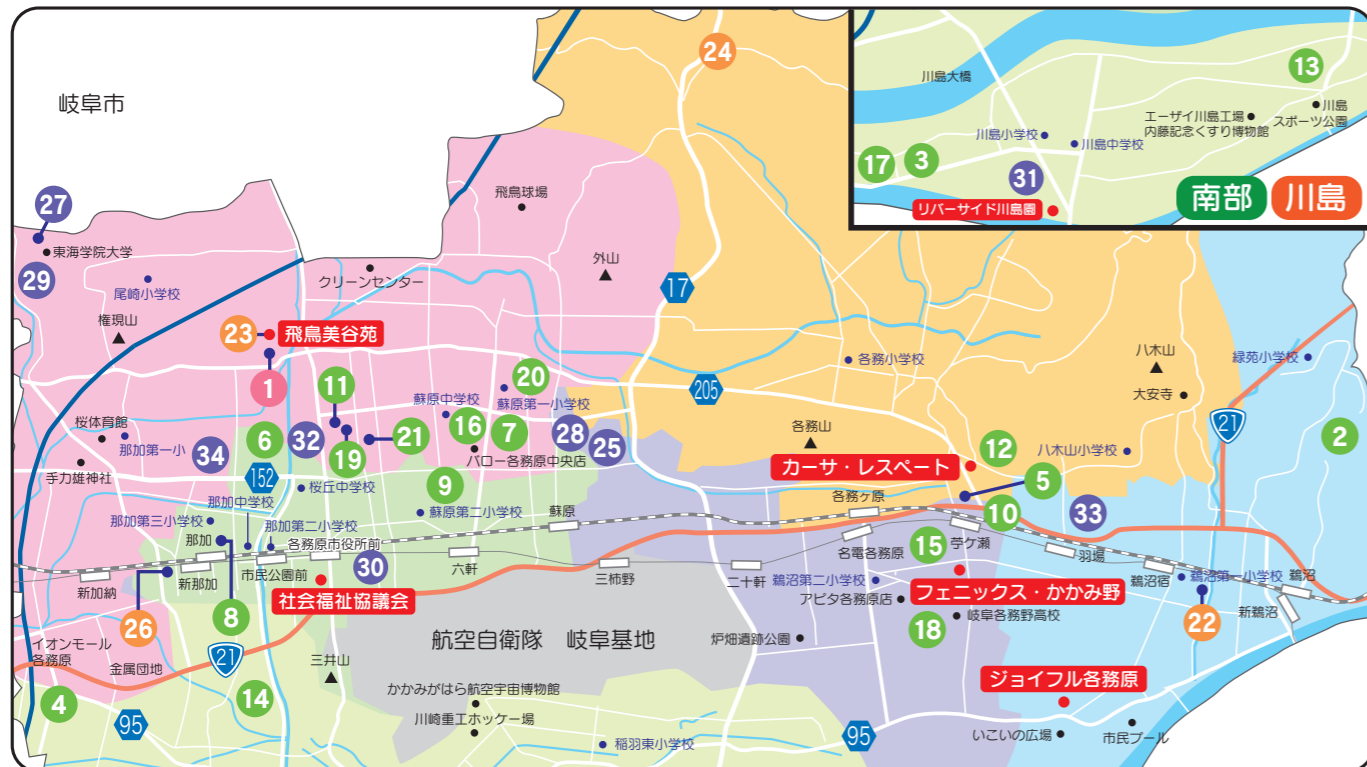 岐阜市
24
川島大橋
13
エーザイ川島工場
内藤記念くすり博物館
川島
スポーツ公園
川島小学校
川島中学校
17
3
31
リバーサイド川島園
南部
川島
27
東海学院大学
29
尾崎小学校
権現山
クリーンセンター
飛鳥球場
外山
17
23
飛鳥美谷苑
1
11
20
蘇原中学校
蘇原第一小学校
205
各務小学校
八木山
大安寺
緑苑小学校
21
2
桜体育館
那加第一小
34
手力雄神社
6
152
32
19
21
16
7
28
25
バロー各務原中央店
桜丘中学校
9
蘇原第二小学校
各務山
カーサ・レスペート
12
八木山小学校
5
10
33
那加中学校
那加第三小学校
那加第二小学校
那加
各務原市役所前
蘇原
各務ヶ原
新加納
新那加
市民公園前
30
六軒
三柿野
二十軒
名電各務原
15
苧ケ瀬
羽場
鵜沼宿
鵜沼第一小学校
鵜沼
新鵜沼
22
26
8
社会福祉協議会
鵜沼第二小学校
アピタ各務原店
フェニックス・かかみ野
18
岐阜各務野高校
炉畑遺跡公園
イオンモール
各務原
金属団地
21
三井山
航空自衛隊 岐阜基地
ジョイフル各務原
4
95
14
かかみがはら航空宇宙博物館
川崎重工ホッケー場
稲羽東小学校
95
いこいの広場
市民プール